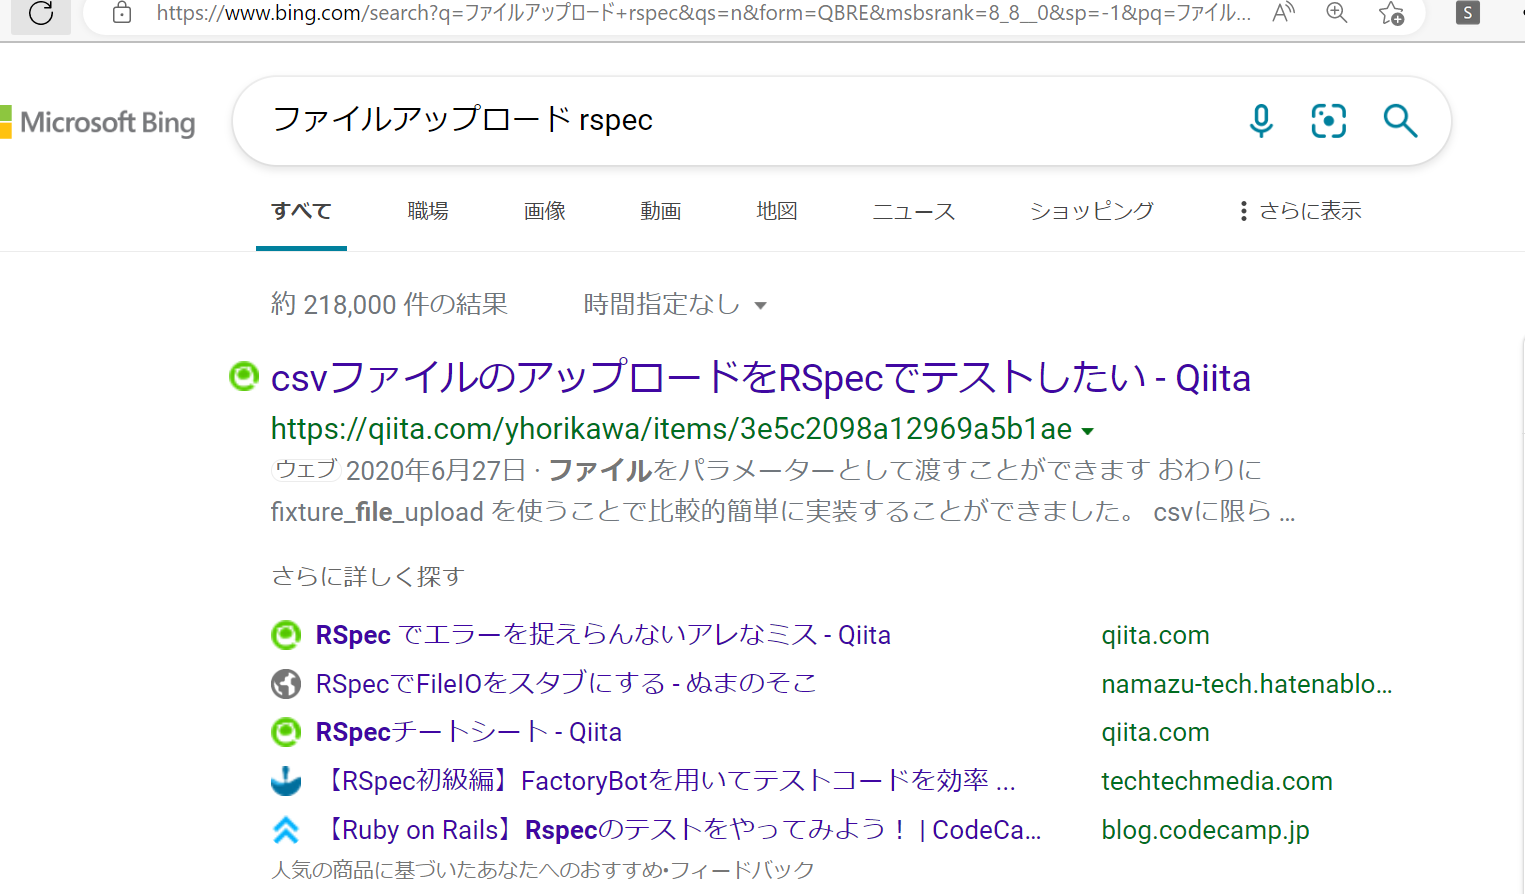 https://www.bing.com/search?q=ファイルアップロード+rspec&qs=n&form=QBRE&msbsrank=8_8__0&sp=-1&pq=ファイル...
S
Microsoft Bing
ファイルアップロード rspec
すべて 職場 画像 動画 地図 ニュース ショッピング さらに表示
約 218,000 件の結果 時間指定なし
csvファイルのアップロードをRSpecでテストしたい - Qiita
https://qiita.com/yhorikawa/items/3e5c2098a12969a5b1ae
ウェブ 2020年6月27日 · ファイルをパラメーターとして渡すことができます おわりに
fixture_file_upload を使うことで比較的簡単に実装することができました。 csvに限ら ...
さらに詳しく探す
RSpec でエラーを捉えらんないアレなミス - Qiita qiita.com
RSpecでFileIOをスタブにする - ぬまのそこ namazu-tech.hatenablo...
RSpecチートシート - Qiita qiita.com
【RSpec初級編】FactoryBotを用いてテストコードを効率 ... techtechmedia.com
【Ruby on Rails】Rspecのテストをやってみよう！ | CodeCa... blog.codecamp.jp
人気の商品に基づいたあなたへのおすすめ•フィードバック